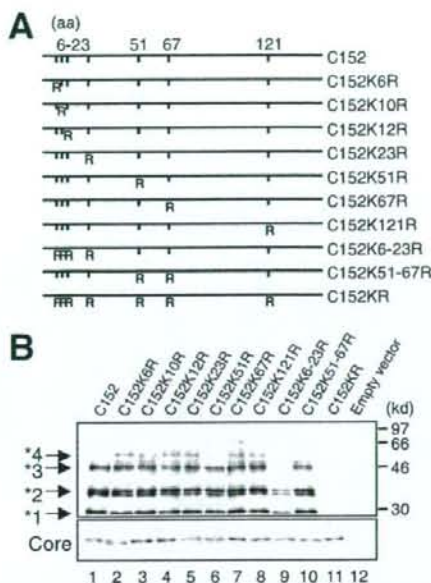 A
(aa)
6-23 51 67 121
C152
R C152K6R
R C152K10R
R C152K12R
R C152K23R
R C152K51R
R C152K67R
R C152K121R
RRR R C152K6-23R
R R C152K51-67R
RRR R R R R C152KR
B
C152 C152K6R C152K10R C152K12R C152K23R C152K51R C152K67R C152K121R C152K6-23R C152K51-67R C152KR Empty vector
(kd)
97
66
*4
*3 46
*2
*1 30
Core
1 2 3 4 5 6 7 8 9 10 11 12